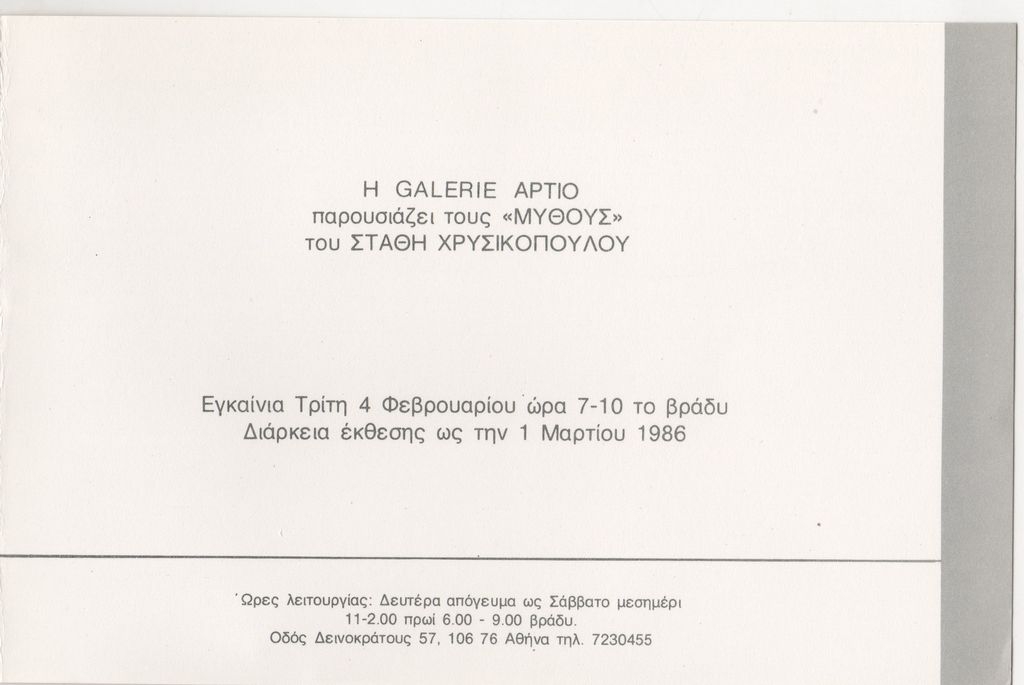 Η GALERIE ΑΡΤΙΟ
παρουσιάζει τους «ΜΥΘΟΥΣ»
του ΣΤΑΘΗ ΧΡΥΣΙΚΟΠΟΥΛΟΥ
Εγκαίνια Τρίτη 4 Φεβρουαρίου ώρα 7-10 το βράδυ
Διάρκεια έκθεσης ως την 1 Μαρτίου 1986
Ώρες λειτουργίας: Δευτέρα απόγευμα ως Σάββατο μεσημέρι
11-2.00 πρωί 6.00 - 9.00 βράδυ.
Οδός Δεινοκράτους 57, 106 76 Αθήνα τηλ. 7230455